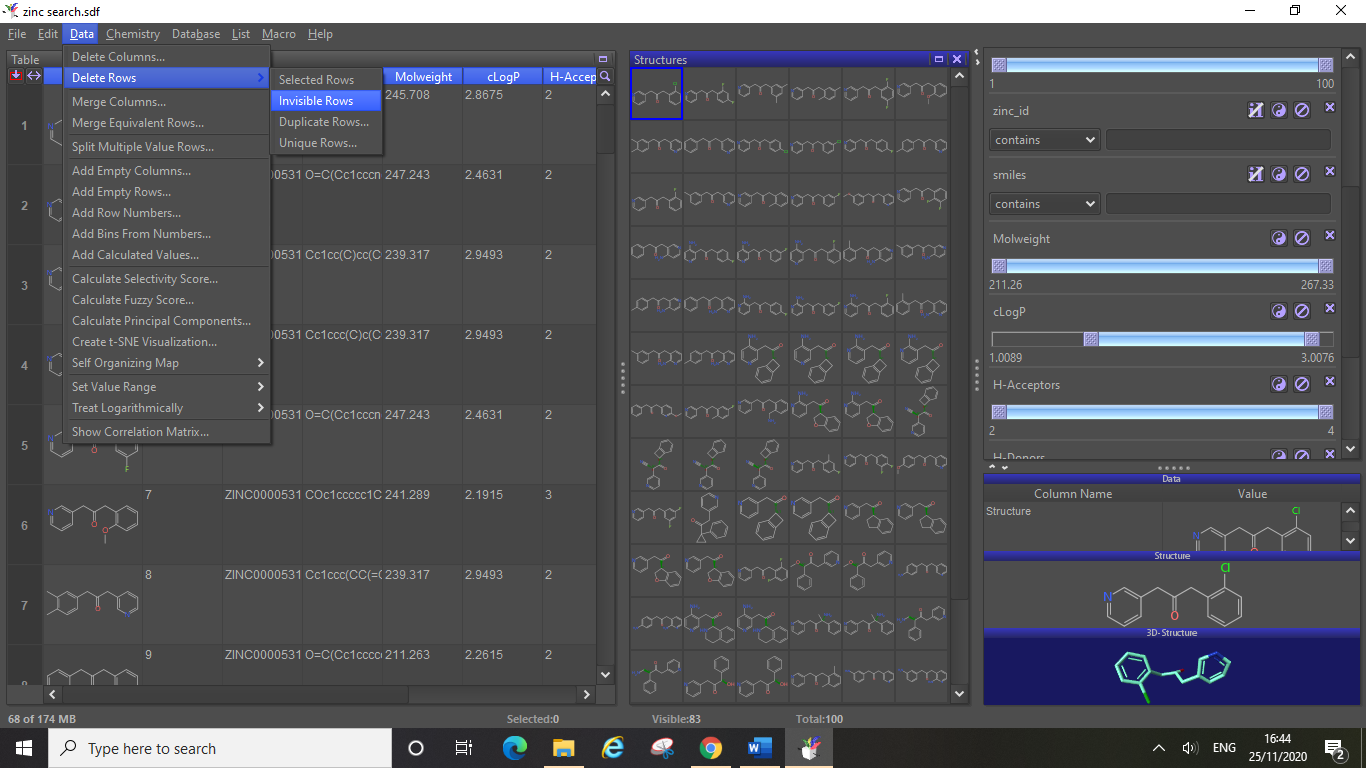 zinc search.sdf
File Edit Data Chemistry Database List Macro Help
Table
Delete Columns...
Delete Rows
Merge Columns...
Merge Equivalent Rows...
Split Multiple Value Rows...
Add Empty Columns...
Add Empty Rows...
Add Row Numbers...
Add Bins From Numbers...
Add Calculated Values...
Calculate Selectivity Score...
Calculate Fuzzy Score...
Calculate Principal Components...
Create t-SNE Visualization...
Self Organizing Map
Set Value Range
Treat Logarithmically
Show Correlation Matrix...
Selected Rows
Invisible Rows
Duplicate Rows...
Unique Rows...
Molweight cLogP H-Accep
1 245.708 2.8675 2
2 0000531 O=C(Cc1cccn 247.243 2.4631 2
3 0000531 Cc1cc(C)cc(C 239.317 2.9493 2
4 0000531 Cc1ccc(C)c(C 239.317 2.9493 2
5 0000531 O=C(Cc1cccn 247.243 2.4631 2
F
6 N O 7 ZINC0000531 COc1ccccc1C 241.289 2.1915 3
7 O N 8 ZINC0000531 Cc1ccc(CC(=O 239.317 2.9493 2
9 ZINC0000531 O=C(Cc1cccc 211.263 2.2615 2
Structures
1 100
zinc_id
contains
smiles
contains
Molweight
211.26 267.33
cLogP
1.0089 3.0076
H-Acceptors
2 4
H-Donors
Data
Column Name Value
Structure
Cl
N
Structure
Cl
N
O
3D-Structure
68 of 174 MB Selected:0 Visible:83 Total:100
Type here to search
ENG
16:44
25/11/2020
2